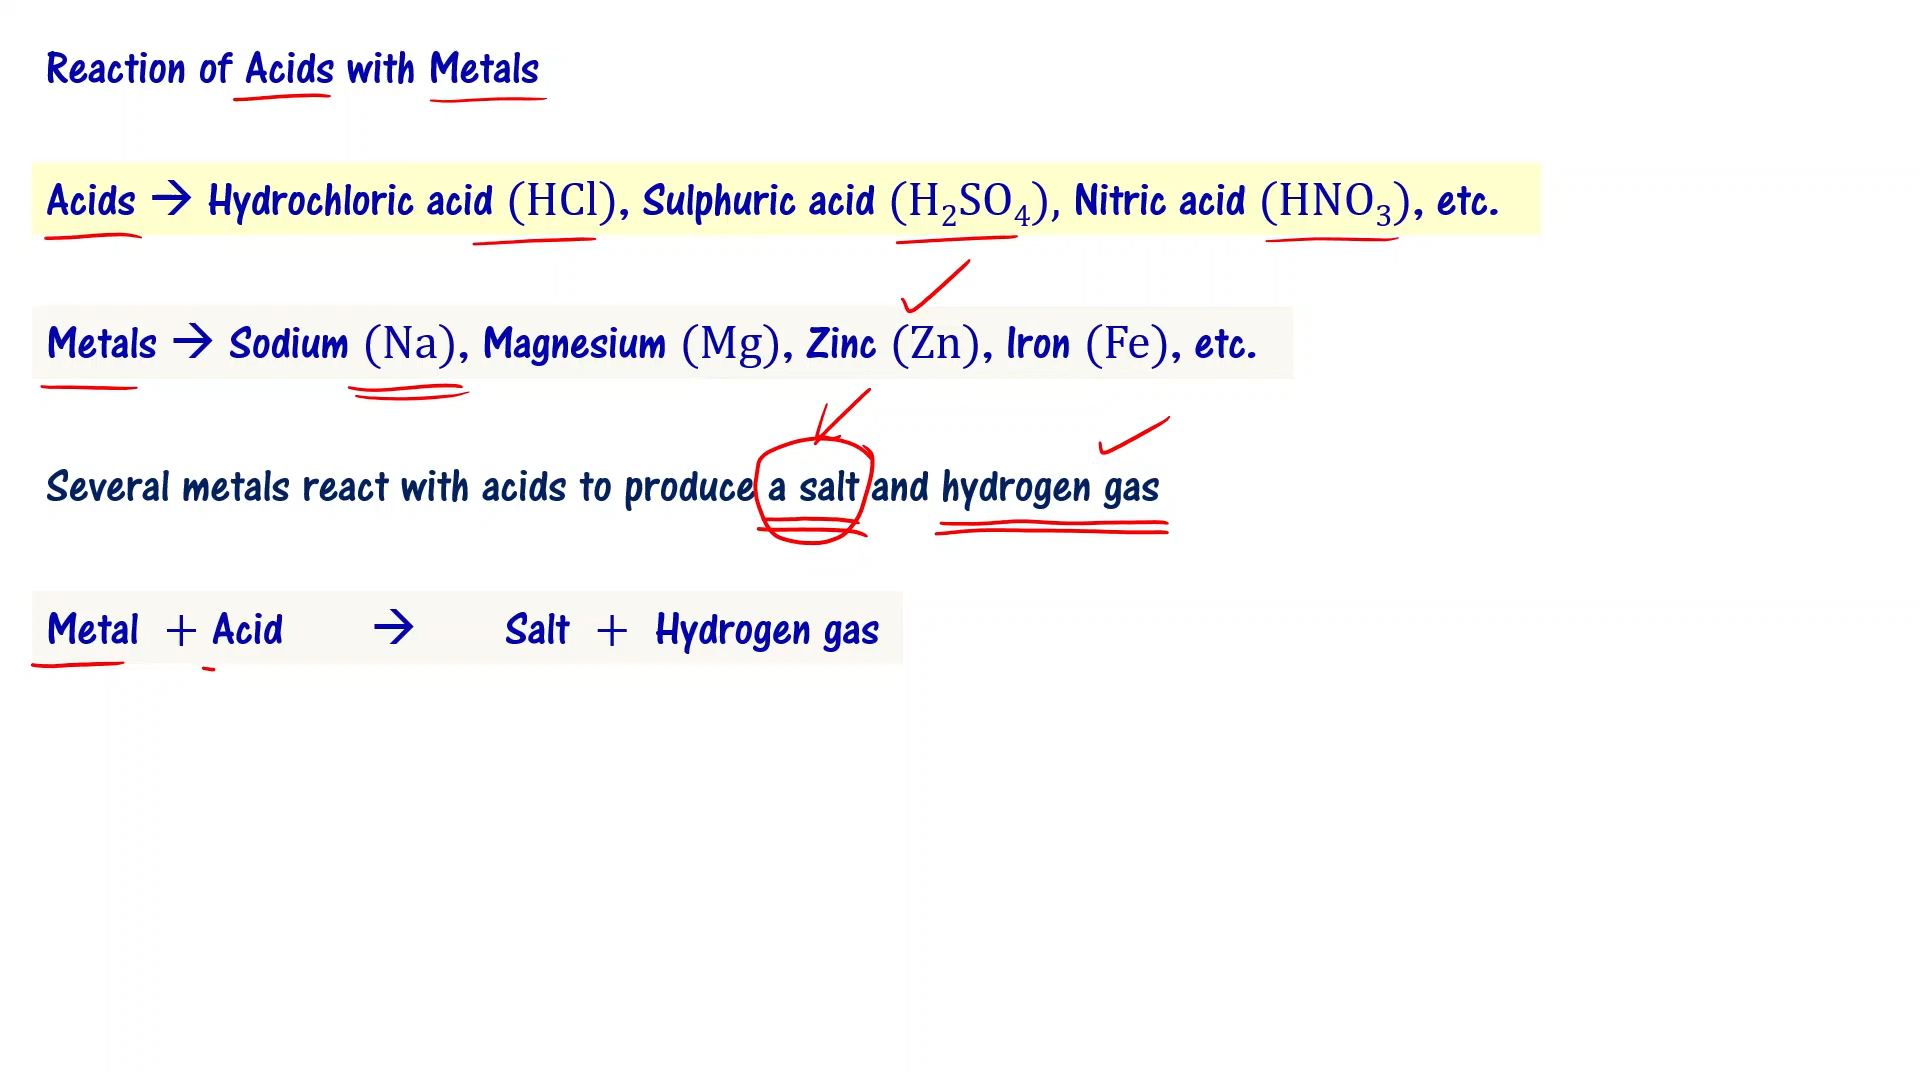 Reaction of Acids with Metals
Acids → Hydrochloric acid (HCl), Sulphuric acid (H₂SO₄), Nitric acid (HNO₃), etc.
Metals → Sodium (Na), Magnesium (Mg), Zinc (Zn), Iron (Fe), etc.
Several metals react with acids to produce a salt and hydrogen gas
Metal + Acid → Salt + Hydrogen gas